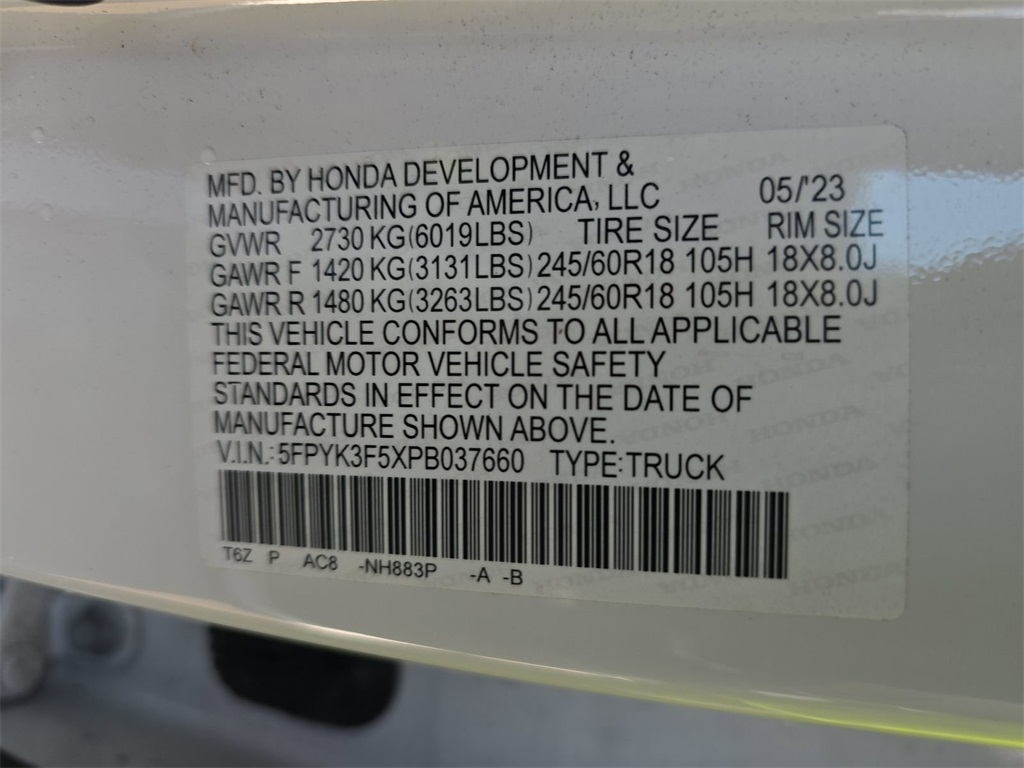 MFD. BY HONDA DEVELOPMENT &
MANUFACTURING OF AMERICA, LLC 05/'23
GVWR 2730 KG(6019LBS) TIRE SIZE RIM SIZE
GAWR F 1420 KG(3131LBS) 245/60R18 105H 18X8.0J
GAWR R 1480 KG(3263LBS) 245/60R18 105H 18X8.0J
THIS VEHICLE CONFORMS TO ALL APPLICABLE
FEDERAL MOTOR VEHICLE SAFETY
STANDARDS IN EFFECT ON THE DATE OF
MANUFACTURE SHOWN ABOVE.
V.I.N.: 5FPYK3F5XPB037660 TYPE:TRUCK
T6Z P AC8 -NH883P -A -B